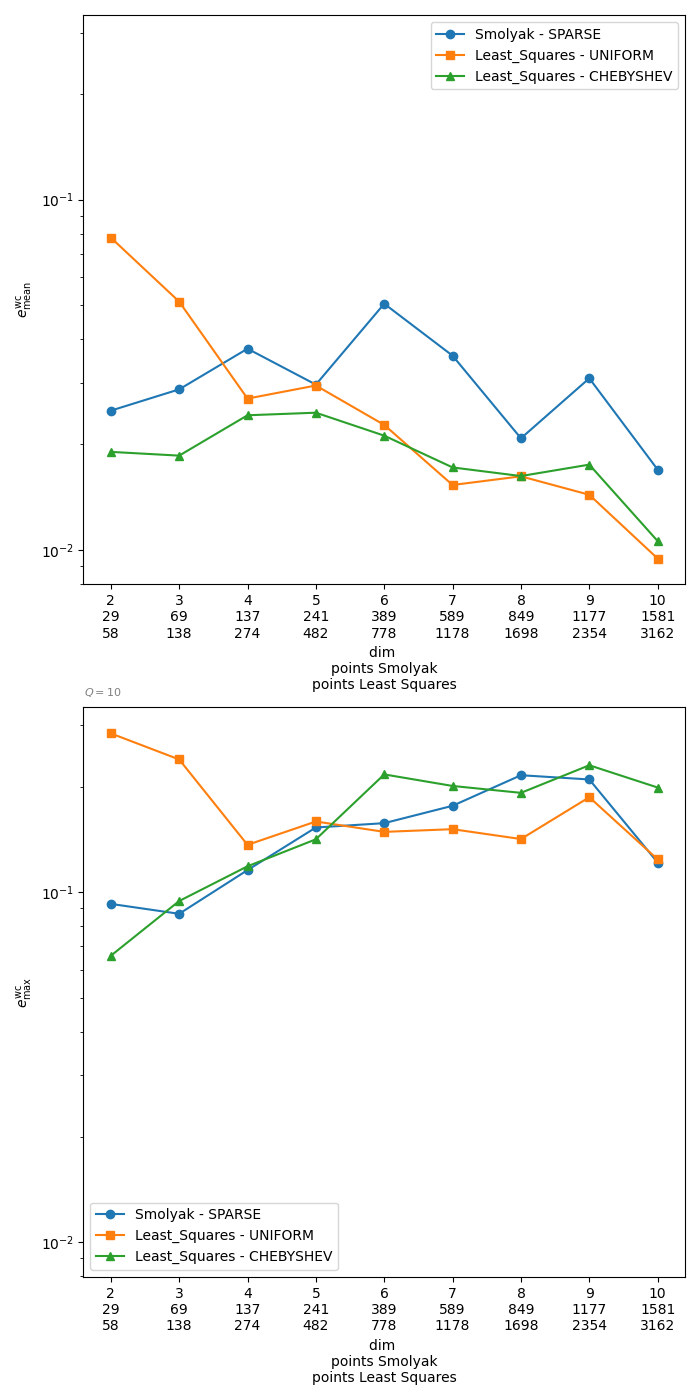 Smolyak - SPARSE
Least_Squares - UNIFORM
Least_Squares - CHEBYSHEV
10⁻¹
10⁻²
e^wc_mean
2 3 4 5 6 7 8 9 10
29 69 137 241 389 589 849 1177 1581
58 138 274 482 778 1178 1698 2354 3162
dim
points Smolyak
points Least Squares
Q = 10
10⁻¹
10⁻²
e^wc_max
Smolyak - SPARSE
Least_Squares - UNIFORM
Least_Squares - CHEBYSHEV
2 3 4 5 6 7 8 9 10
29 69 137 241 389 589 849 1177 1581
58 138 274 482 778 1178 1698 2354 3162
dim
points Smolyak
points Least Squares